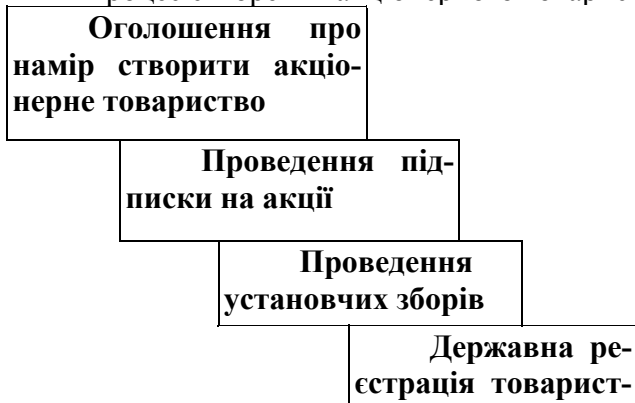 Оголошення про
намір створити акціо-
нерне товариство
Проведення під-
писки на акції
Проведення
установчих зборів
Державна ре-
єстрація товарист-